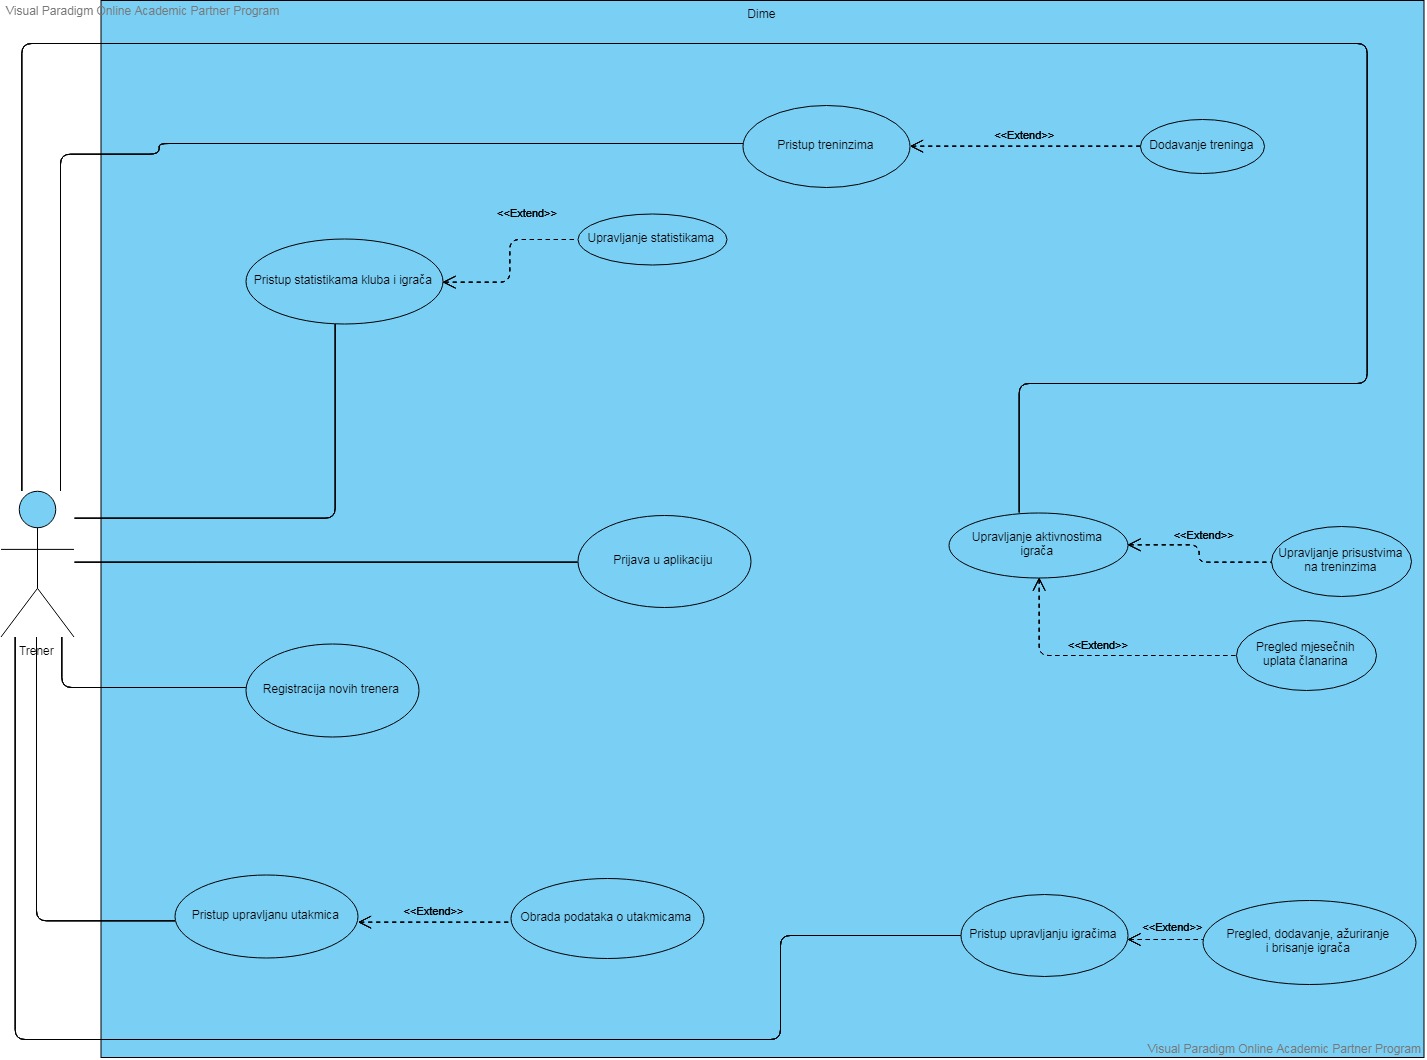 Visual Paradigm Online Academic Partner Program
Dime
<<Extend>>
Pristup treninzima
Dodavanje treninga
<<Extend>>
Upravljanje statistikama
Pristup statistikama kluba i igrača
Upravljanje aktivnostima
igrača
<<Extend>>
Upravljanje prisustvima
na treninzima
Prijava u aplikaciju
<<Extend>>
Pregled mjesečnih
uplata članarina
Trener
Registracija novih trenera
Pristup upravljanu utakmica
<<Extend>>
Obrada podataka o utakmicama
Pristup upravljanju igračima
<<Extend>>
Pregled, dodavanje, ažuriranje
i brisanje igrača
Visual Paradigm Online Academic Partner Program